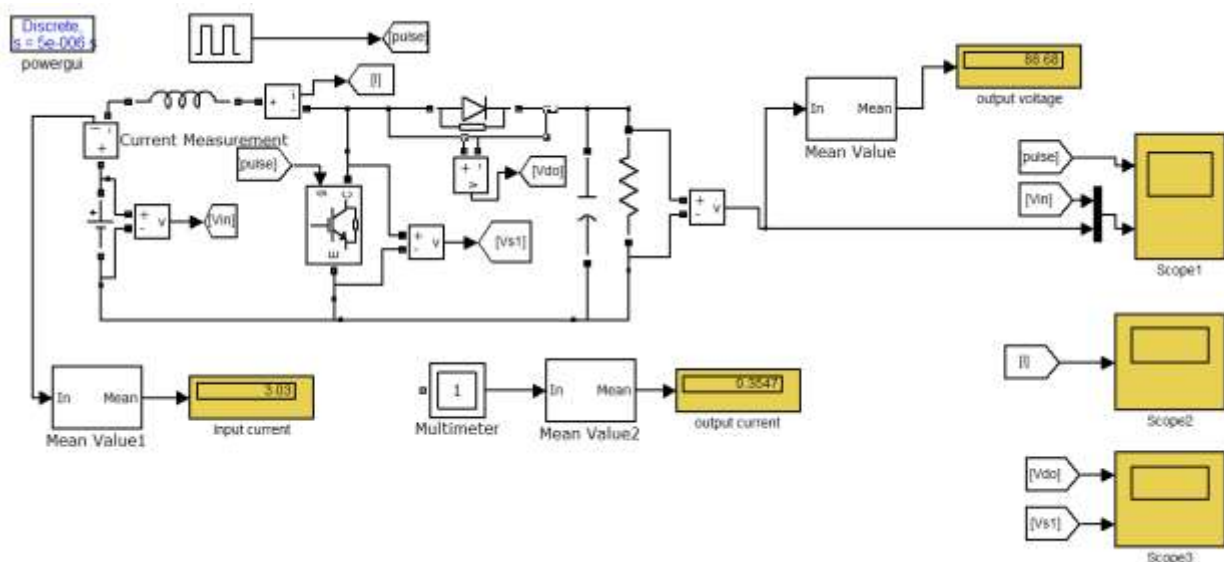 Discrete,
s = 5e-006 s
powergui
[pulse]
[I]
Current Measurement
+
-
i
[pulse]
g
C
E
[Vin]
+
-
v
[Vs1]
+
-
v
[Vdo]
+
-
v
In Mean
Mean Value
88.68
output voltage
[pulse]
[Vin]
Scope1
[I]
Scope2
[Vdo]
[Vs1]
Scope3
In Mean
Mean Value1
3.03
input current
1
Multimeter
In Mean
Mean Value2
0.3547
output current